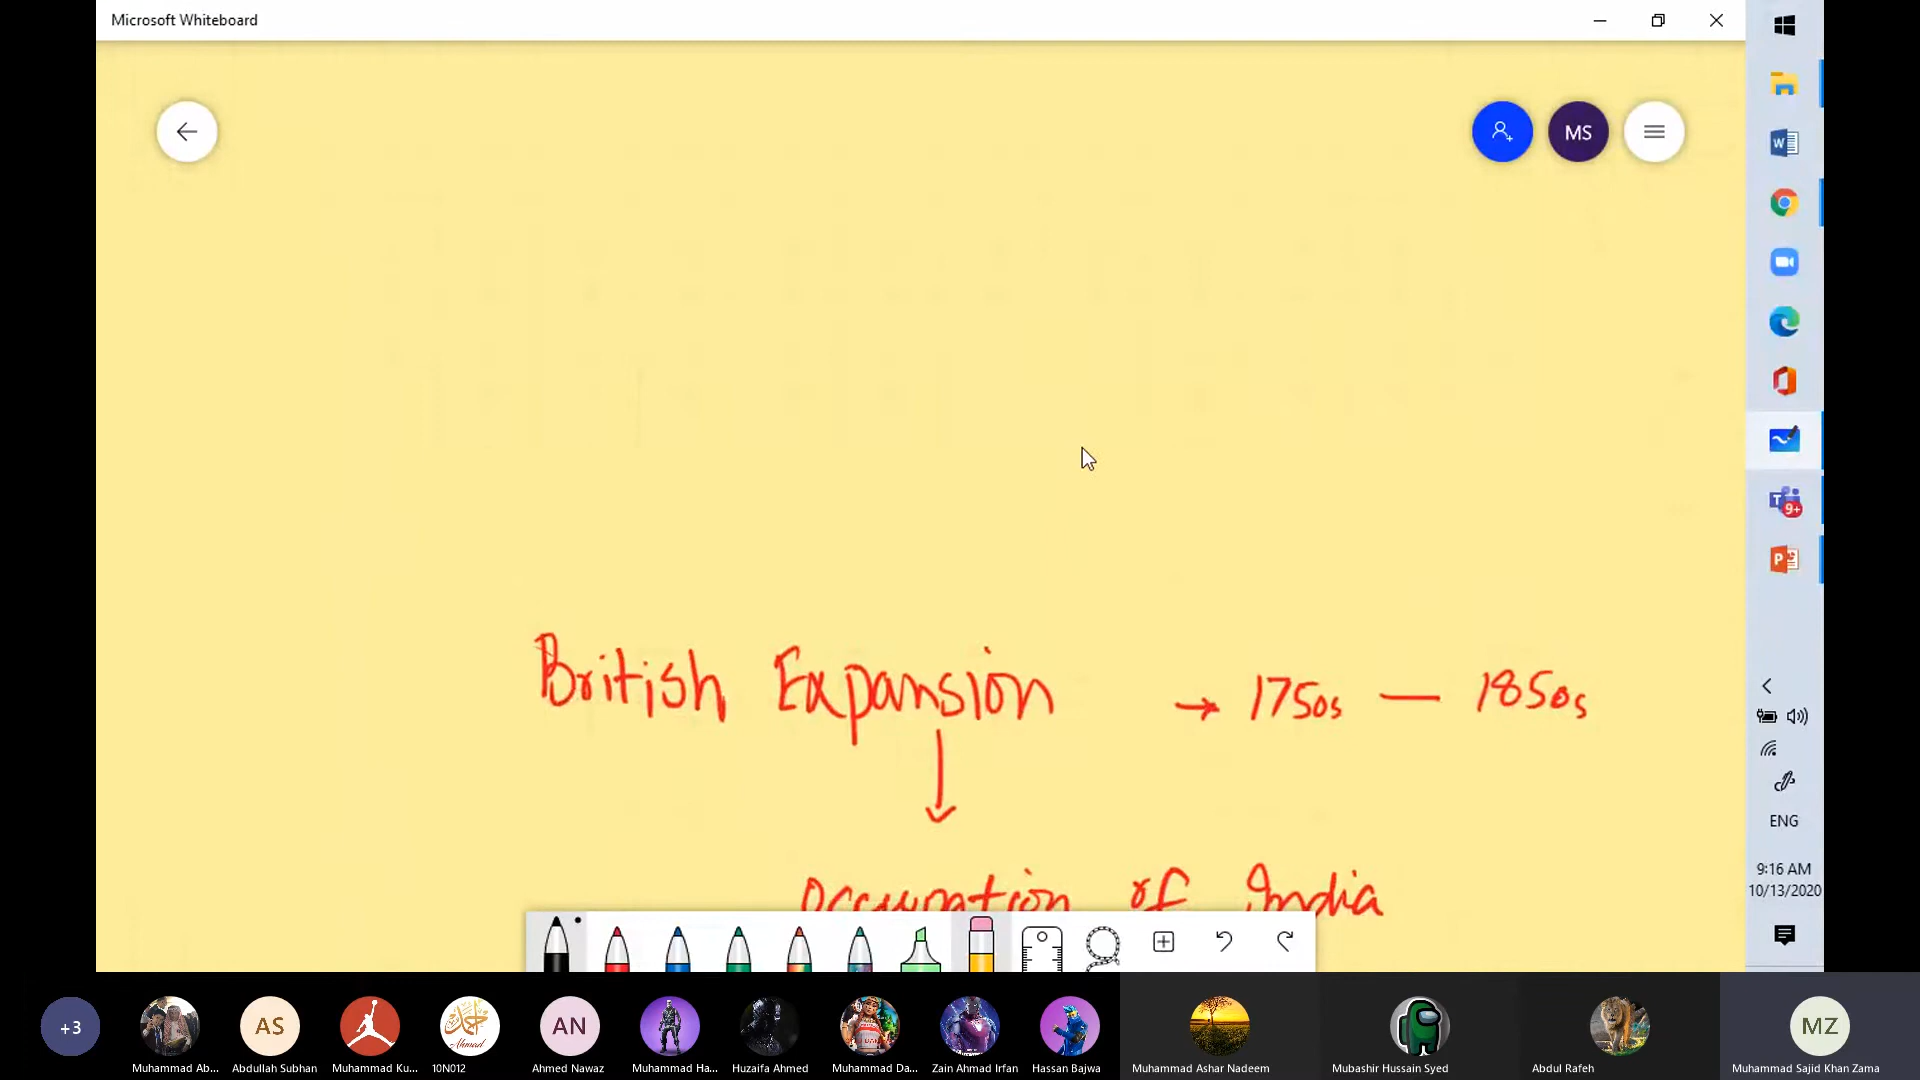 Microsoft Whiteboard
MS
British Expansion → 1750s — 1850s
↓
Occupation of India
9+
ENG
9:16 AM
10/13/2020
+3
AS
AN
MZ
Muhammad Ab...
Abdullah Subhan
Muhammad Ku...
10N012
Ahmed Nawaz
Muhammad Ha...
Huzaifa Ahmed
Muhammad Da...
Zain Ahmad Irfan
Hassan Bajwa
Muhammad Ashar Nadeem
Mubashir Hussain Syed
Abdul Rafeh
Muhammad Sajid Khan Zama